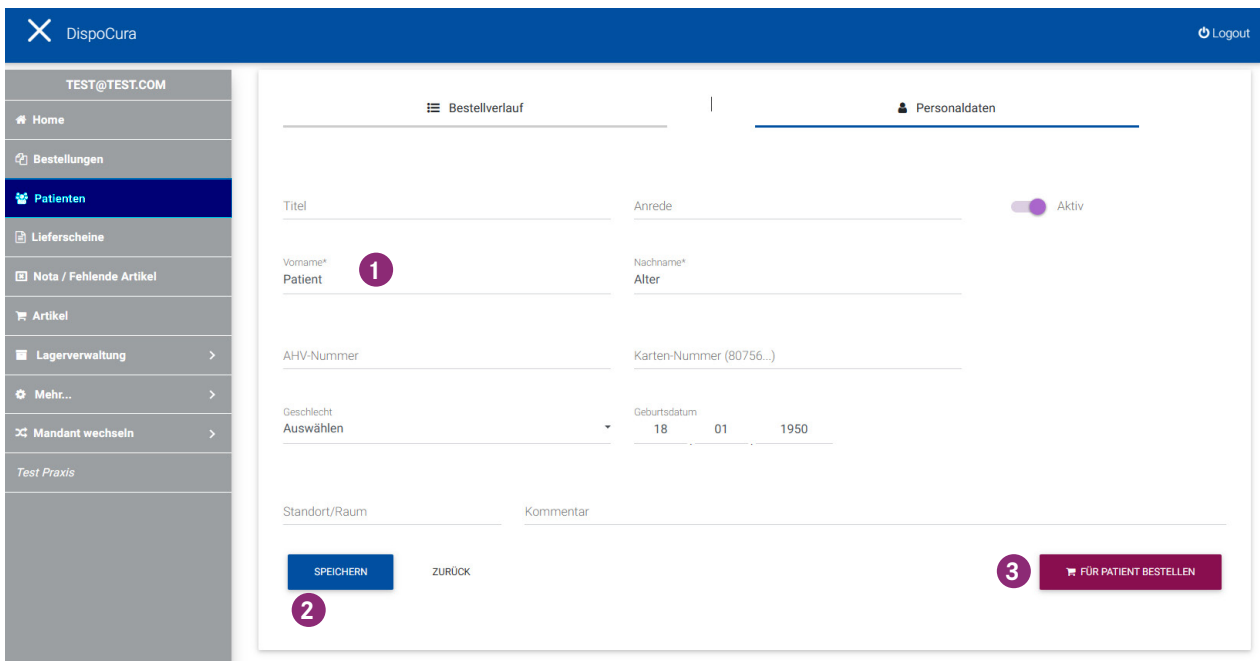 DispoCura
Logout
TEST@TEST.COM
Home
Bestellungen
Patienten
Lieferscheine
Nota / Fehlende Artikel
Artikel
Lagerverwaltung
Mehr...
Mandant wechseln
Test Praxis
Bestellverlauf | Personaldaten
Titel Anrede Aktiv
Vorname* Nachname*
Patient 1 Alter
AHV-Nummer Karten-Nummer (80756...)
Geschlecht Geburtsdatum
Auswählen 18 . 01 . 1950
Standort/Raum Kommentar
SPEICHERN ZURÜCK 3 FÜR PATIENT BESTELLEN
2